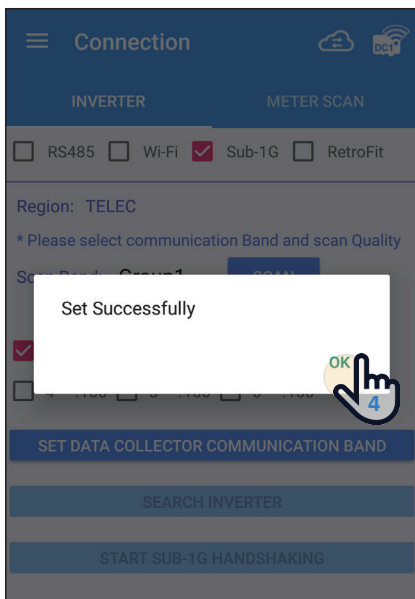 Connection
DC1
INVERTER METER SCAN
RS485 Wi-Fi Sub-1G RetroFit
Region: TELEC
* Please select communication Band and scan Quality
Set Successfully
OK
4
SET DATA COLLECTOR COMMUNICATION BAND
SEARCH INVERTER
START SUB-1G HANDSHAKING